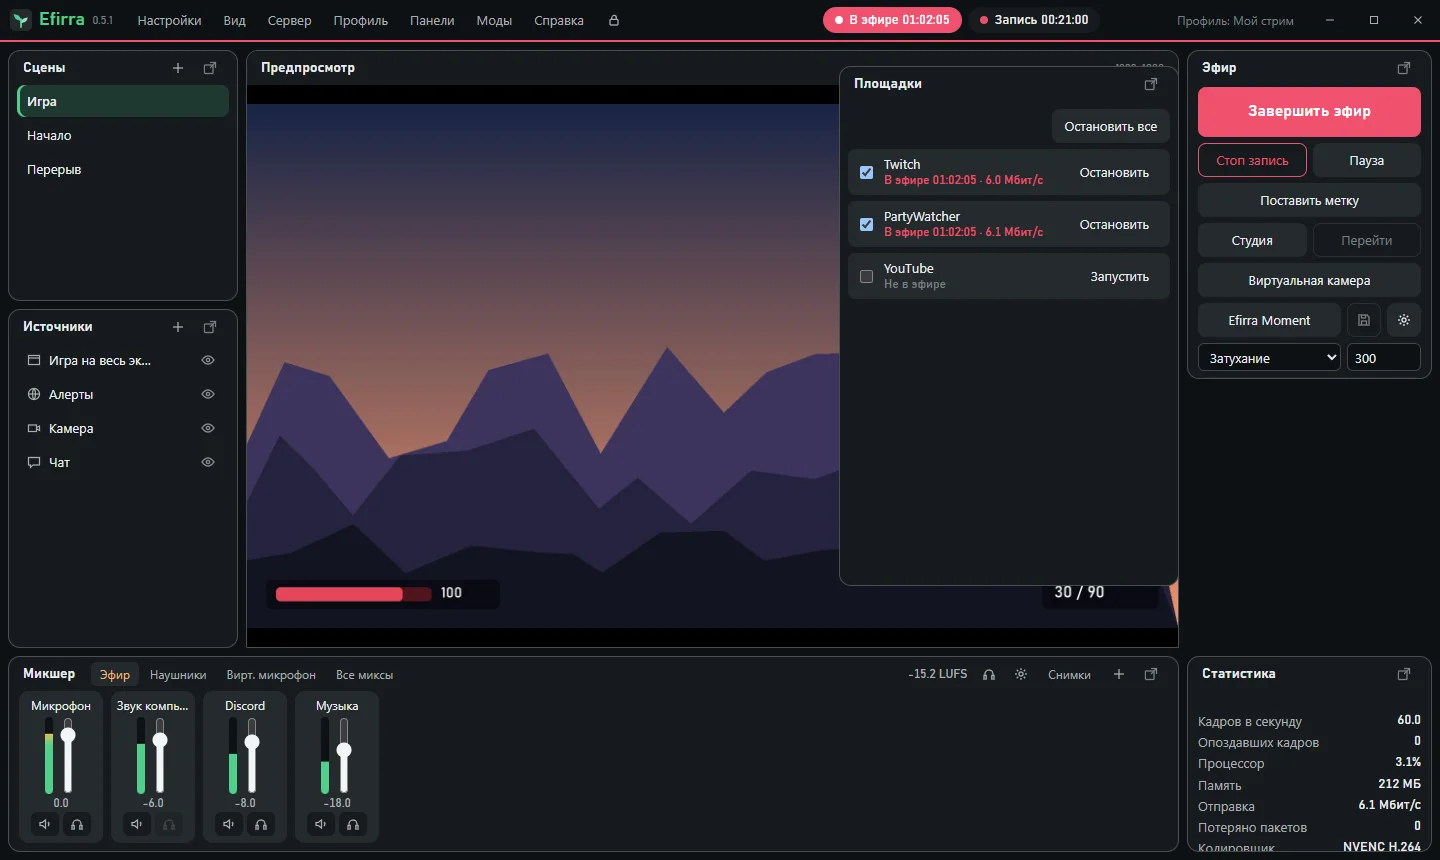 Efirra 0.5.1 Настройки Вид Сервер Профиль Панели Моды Справка В эфире 01:02:05 Запись 00:21:00 Профиль: Мой стрим
Сцены
Игра
Начало
Перерыв
Источники
Игра на весь эк...
Алерты
Камера
Чат
Предпросмотр
100
30 / 90
Площадки
Остановить все
Twitch
В эфире 01:02:05 · 6.0 Мбит/с
Остановить
PartyWatcher
В эфире 01:02:05 · 6.1 Мбит/с
Остановить
YouTube
Не в эфире
Запустить
Эфир
Завершить эфир
Стоп запись Пауза
Поставить метку
Студия Перейти
Виртуальная камера
Efirra Moment
Затухание 300
Микшер Эфир Наушники Вирт. микрофон Все миксы -15.2 LUFS Снимки
Микрофон Звук компь... Discord Музыка
0.0 -6.0 -8.0 -18.0
Статистика
Кадров в секунду 60.0
Опоздавших кадров 0
Процессор 3.1%
Память 212 МБ
Отправка 6.1 Мбит/с
Потеряно пакетов 0
Кодировщик NVENC H.264